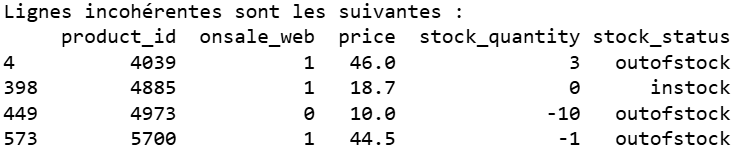 Lignes incohérentes sont les suivantes :
product_id onsale_web price stock_quantity stock_status
4 4039 1 46.0 3 outofstock
398 4885 1 18.7 0 instock
449 4973 0 10.0 -10 outofstock
573 5700 1 44.5 -1 outofstock